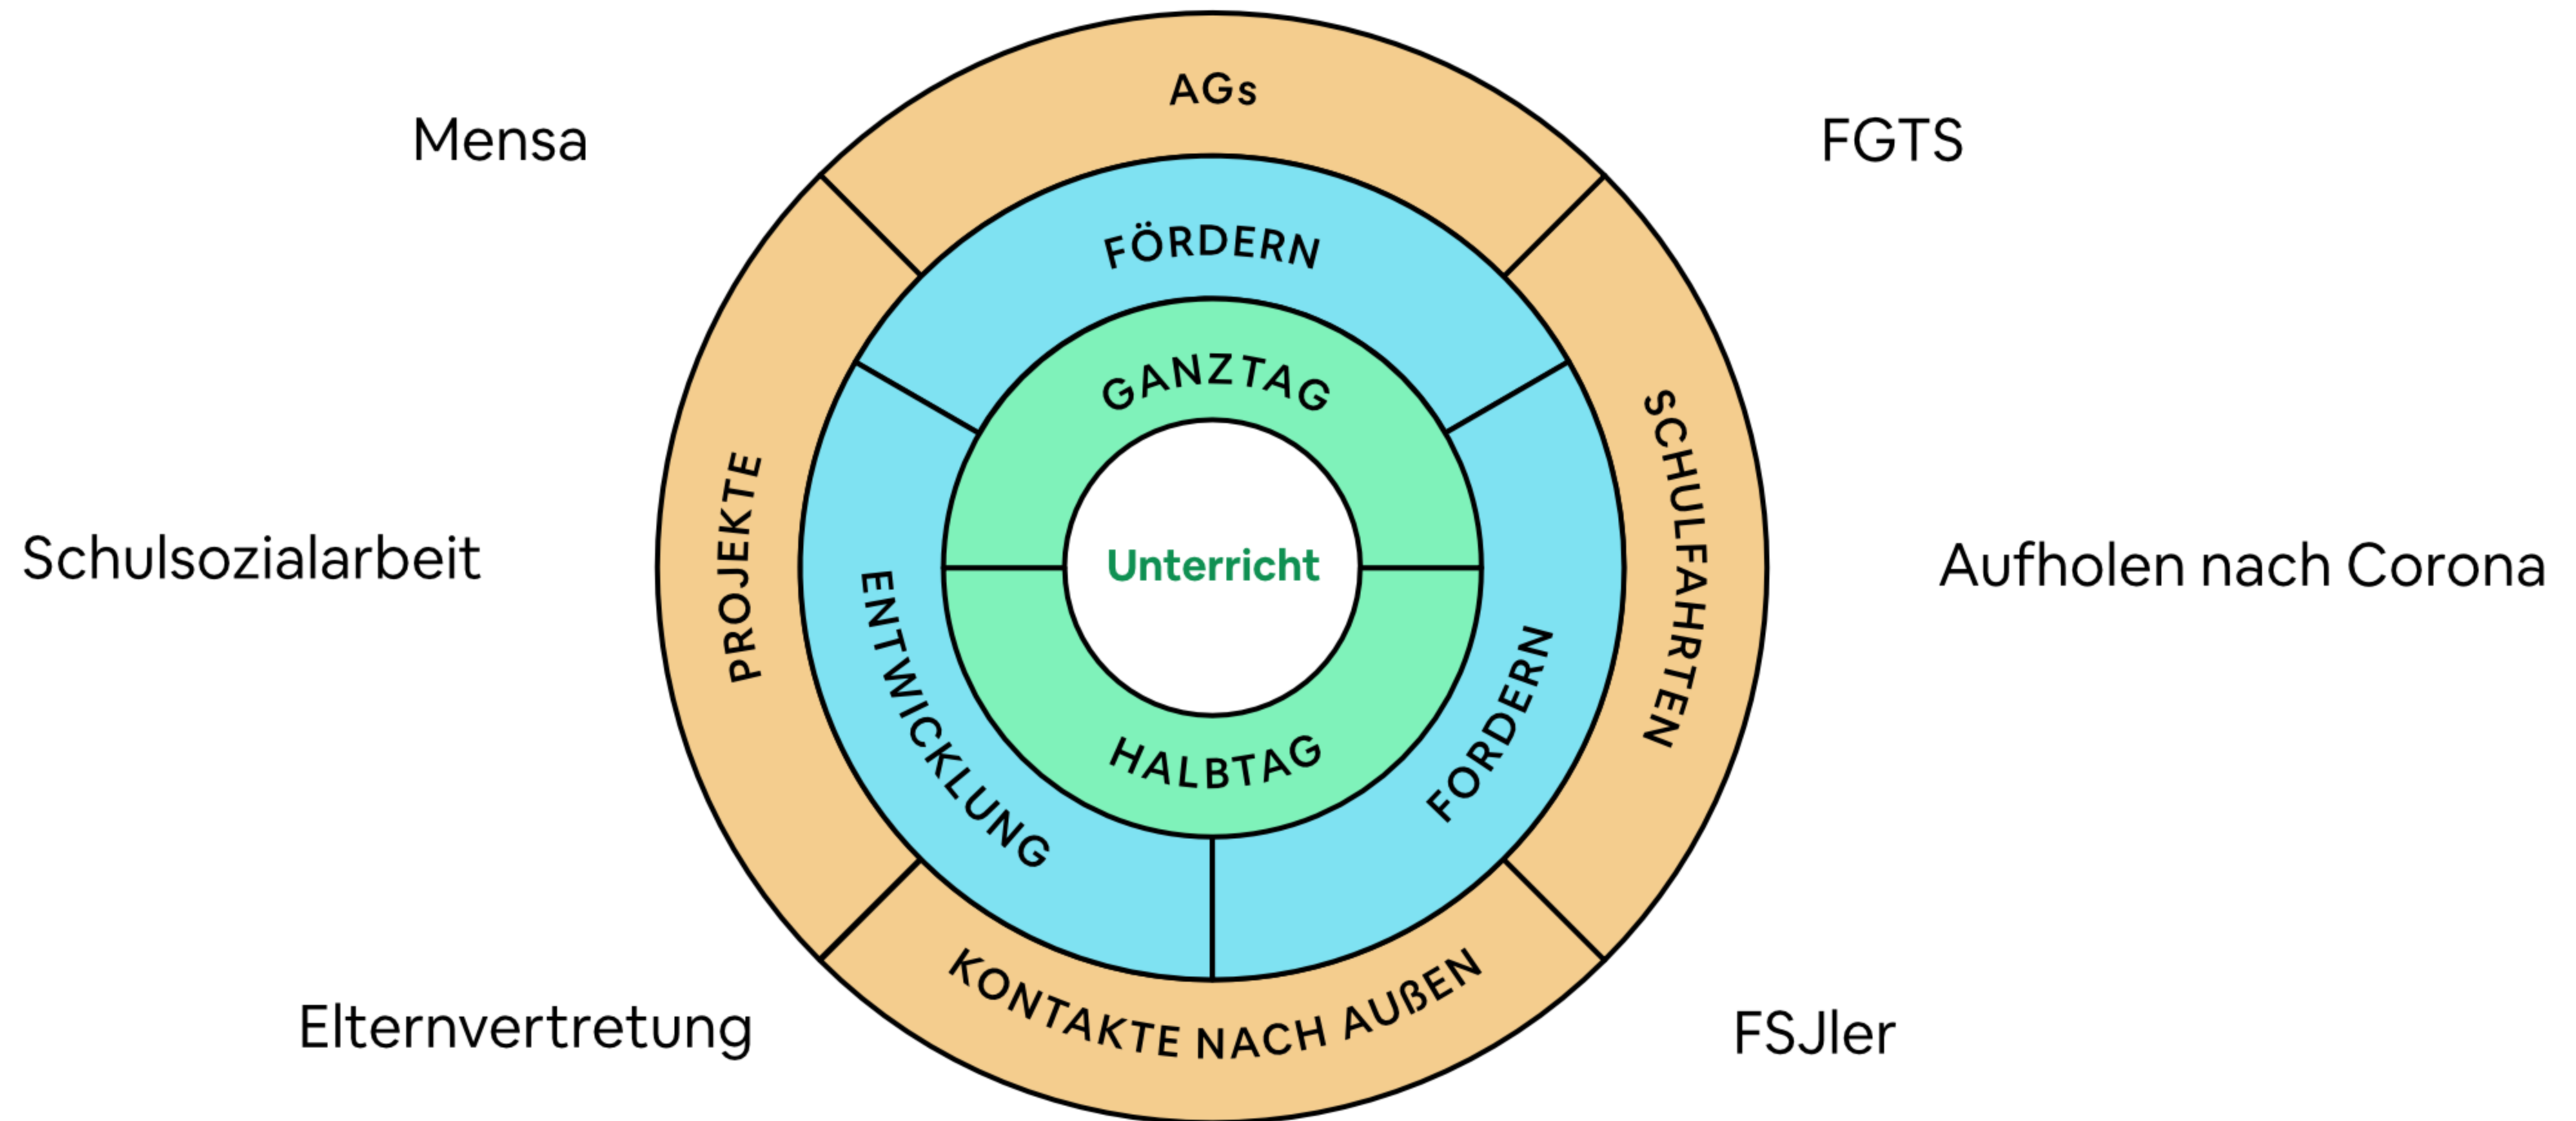 AGs
Mensa
FGTS
FÖRDERN
GANZTAG
PROJEKTE
SCHULFAHRTEN
Schulsozialarbeit
Unterricht
Aufholen nach Corona
ENTWICKLUNG
FORDERN
HALBTAG
KONTAKTE NACH AUßEN
Elternvertretung
FSJler